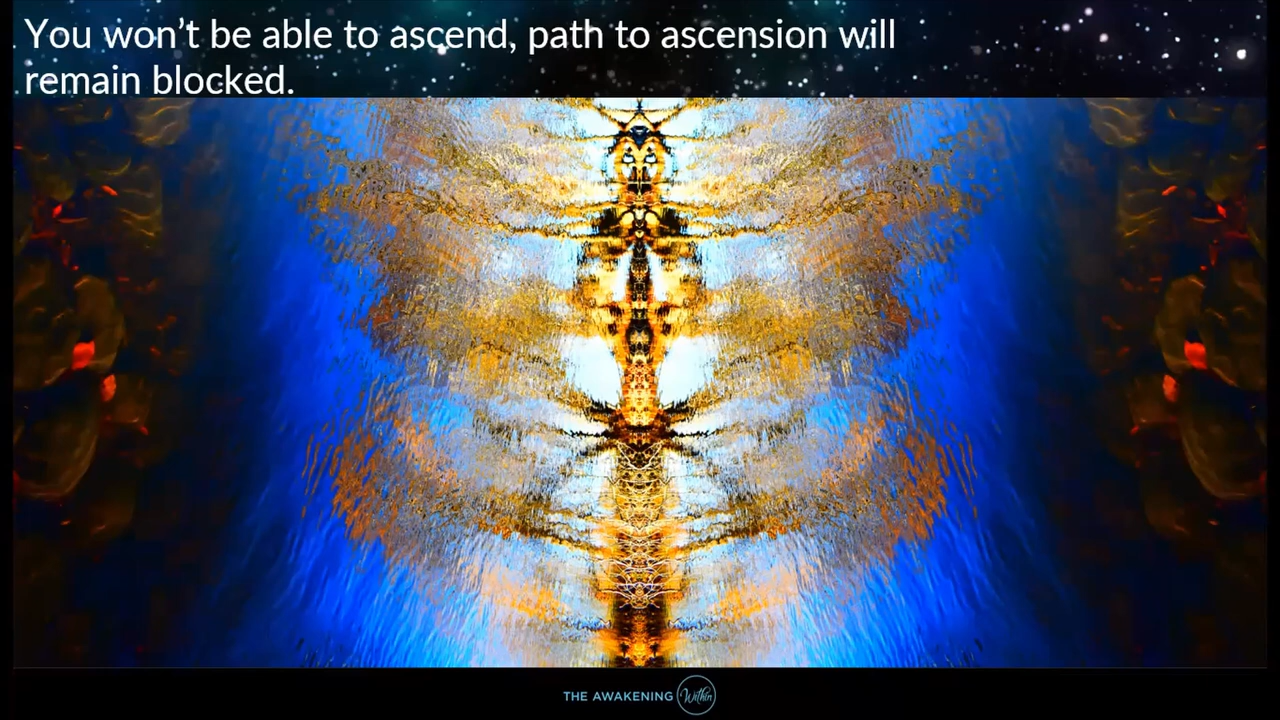 You won’t be able to ascend, path to ascension will
remain blocked.
THE AWAKENING Within